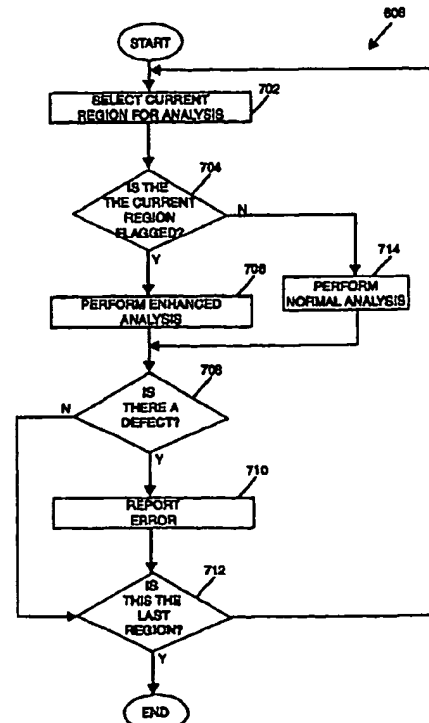 608
START
SELECT CURRENT
REGION FOR ANALYSIS
702
704
IS THE
THE CURRENT
REGION
FLAGGED?
N
Y
706
PERFORM ENHANCED
ANALYSIS
714
PERFORM
NORMAL ANALYSIS
708
IS
THERE A
DEFECT?
N
Y
710
REPORT
ERROR
712
IS
THIS THE
LAST
REGION?
Y
END